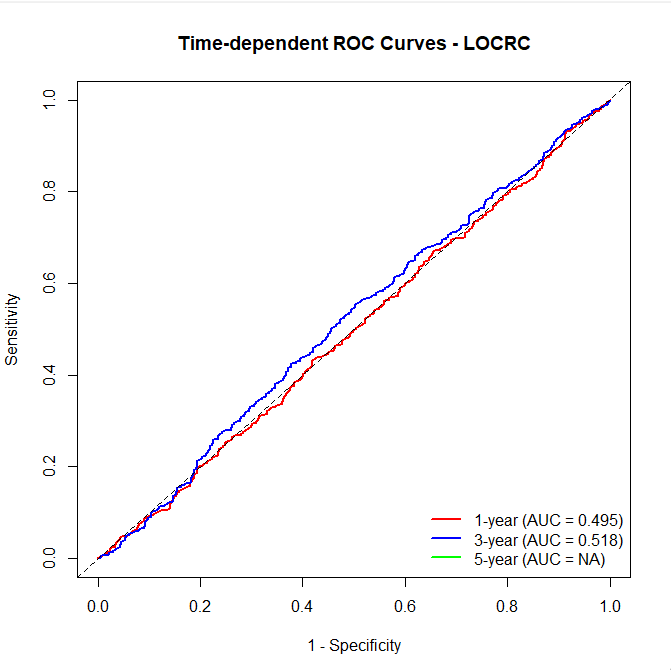 Time-dependent ROC Curves - LOCRC
Sensitivity
1.0
0.8
0.6
0.4
0.2
0.0
1-year (AUC = 0.495)
3-year (AUC = 0.518)
5-year (AUC = NA)
0.0 0.2 0.4 0.6 0.8 1.0
1 - Specificity